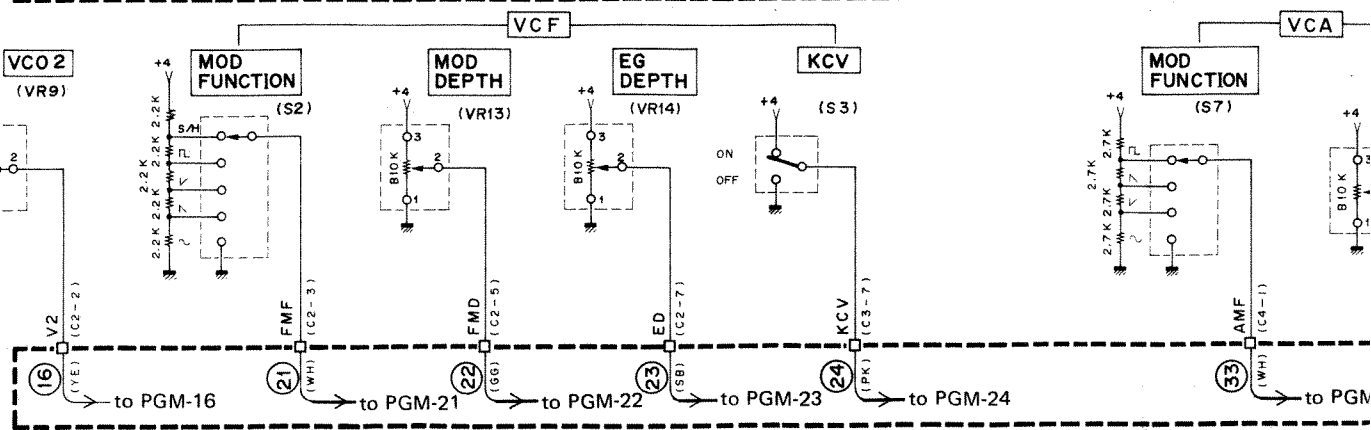 VCF
VCA
VCO 2
(VR9)
MOD
FUNCTION
(S2)
MOD
DEPTH
(VR13)
EG
DEPTH
(VR14)
KCV
(S3)
MOD
FUNCTION
(S7)
+4
+4
+4
+4
+4
+4
2.2K
2.2K
2.2K
2.2K
2.2K
S/H
3
B10K
2
1
3
B10K
2
1
ON
OFF
2.7K
2.7K
2.7K
2.7K
3
B10K
1
2
V2
(C2-2)
FMF
(C2-3)
FMD
(C2-5)
ED
(C2-7)
KCV
(C3-7)
AMF
(C4-1)
16
(YE)
to PGM-16
21
(WH)
to PGM-21
22
(GG)
to PGM-22
23
(SB)
to PGM-23
24
(PK)
to PGM-24
33
(WH)
to PGM